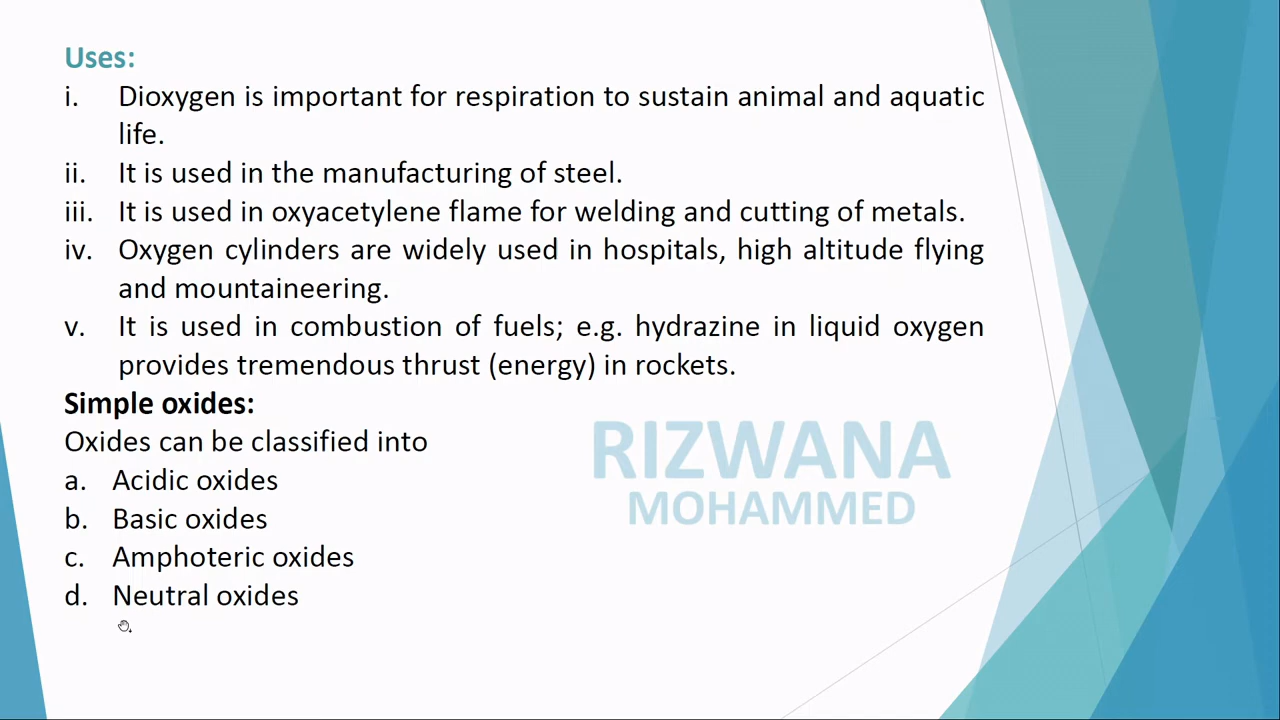 Uses:
i. Dioxygen is important for respiration to sustain animal and aquatic
life.
ii. It is used in the manufacturing of steel.
iii. It is used in oxyacetylene flame for welding and cutting of metals.
iv. Oxygen cylinders are widely used in hospitals, high altitude flying
and mountaineering.
v. It is used in combustion of fuels; e.g. hydrazine in liquid oxygen
provides tremendous thrust (energy) in rockets.
Simple oxides:
Oxides can be classified into
a. Acidic oxides
b. Basic oxides
c. Amphoteric oxides
d. Neutral oxides
RIZWANA
MOHAMMED